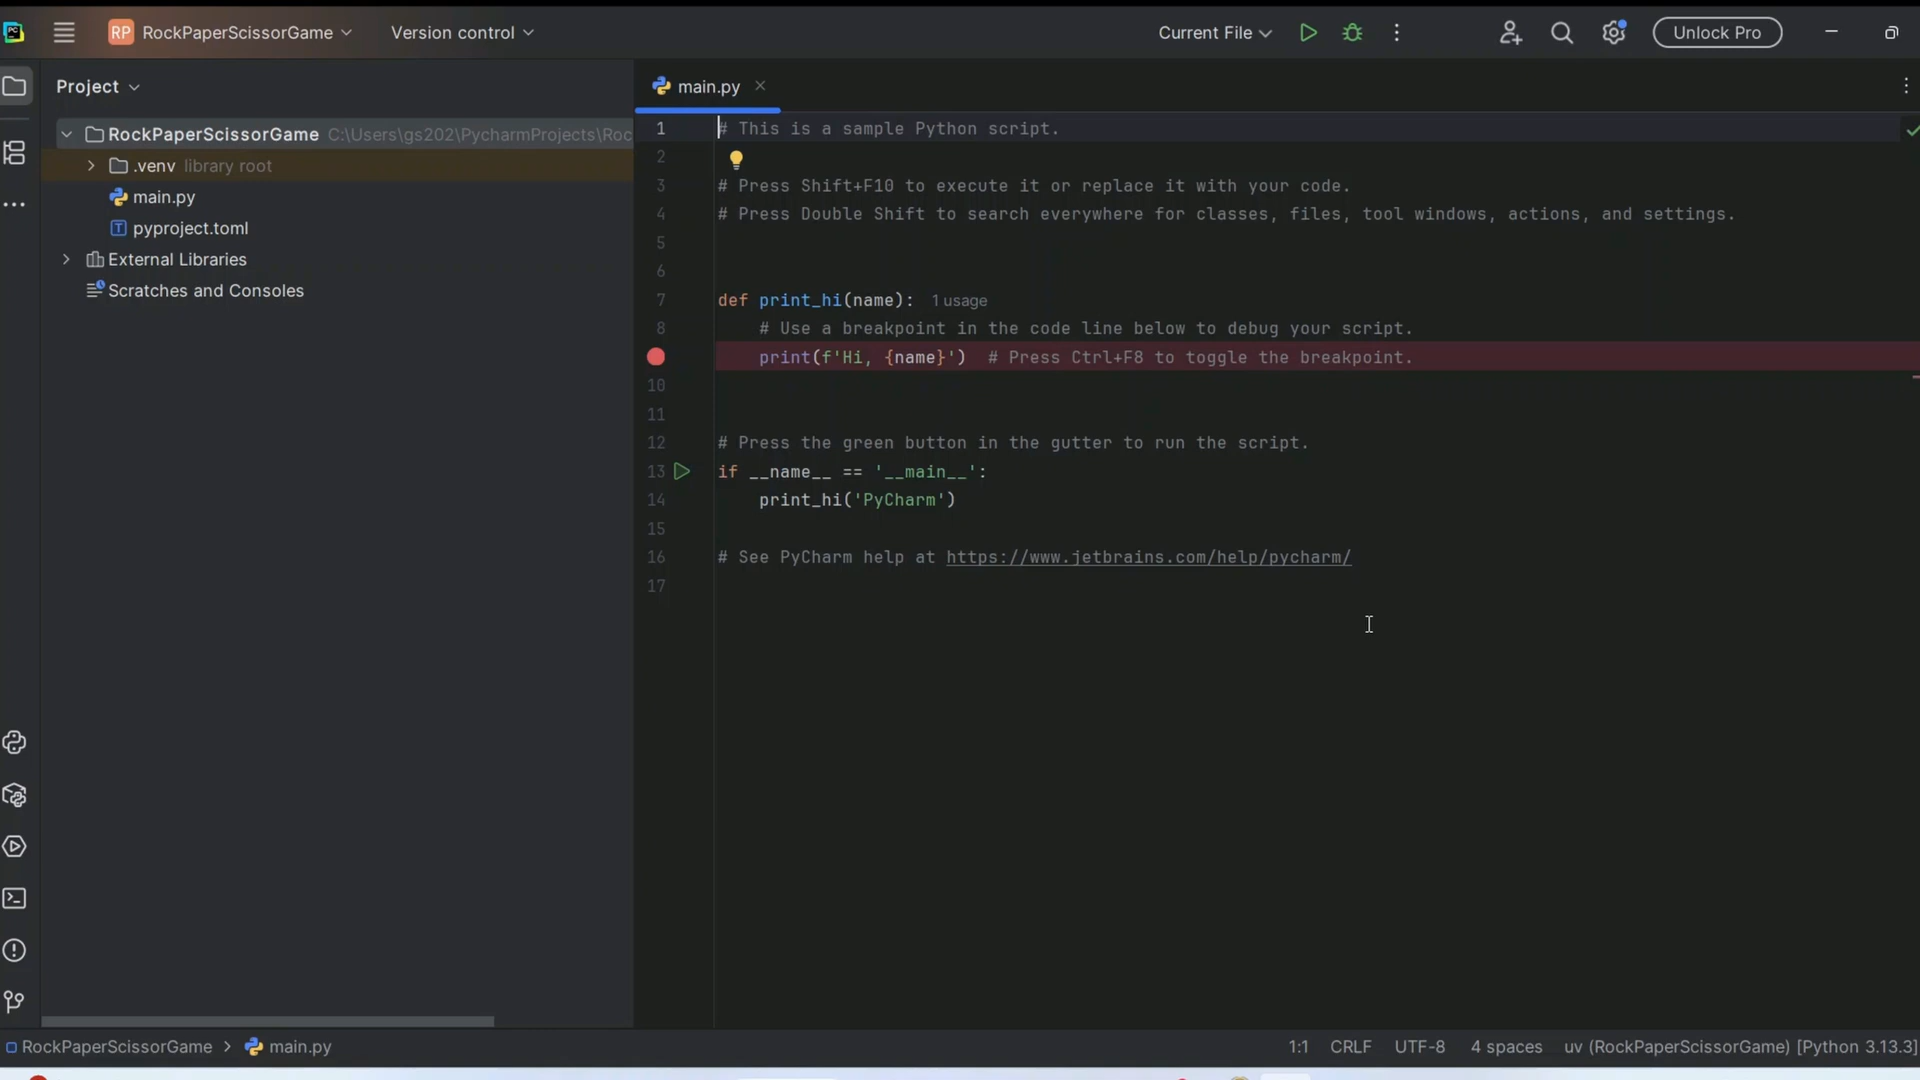 PC
RP RockPaperScissorGame
Version control
Current File
Unlock Pro
Project
RockPaperScissorGame C:\Users\gs202\PycharmProjects\Roc
.venv library root
main.py
T pyproject.toml
External Libraries
Scratches and Consoles
main.py
1 # This is a sample Python script.
2
3 # Press Shift+F10 to execute it or replace it with your code.
4 # Press Double Shift to search everywhere for classes, files, tool windows, actions, and settings.
5
6
7 def print_hi(name): 1 usage
8 # Use a breakpoint in the code line below to debug your script.
print(f'Hi, {name}')  # Press Ctrl+F8 to toggle the breakpoint.
10
11
12 # Press the green button in the gutter to run the script.
13 if __name__ == '__main__':
14 print_hi('PyCharm')
15
16 # See PyCharm help at https://www.jetbrains.com/help/pycharm/
17
RockPaperScissorGame > main.py
1:1 CRLF UTF-8 4 spaces uv (RockPaperScissorGame) [Python 3.13.3]